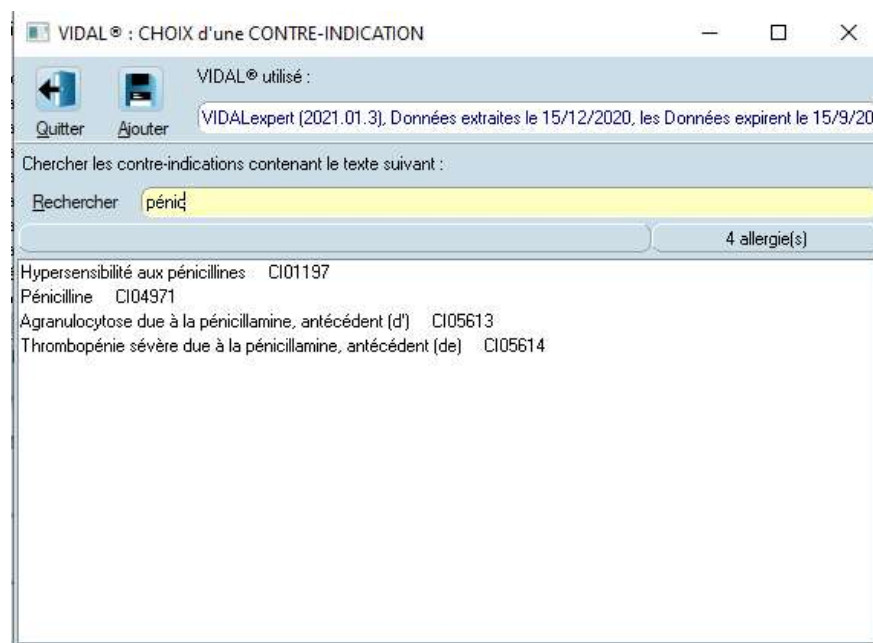 VIDAL® : CHOIX d'une CONTRE-INDICATION
VIDAL® utilisé :
Quitter
Ajouter
VIDALexpert (2021.01.3), Données extraites le 15/12/2020, les Données expirent le 15/9/20
Chercher les contre-indications contenant le texte suivant :
Rechercher
pénic
4 allergie(s)
Hypersensibilité aux pénicillines CI01197
Pénicilline CI04971
Agranulocytose due à la pénicillamine, antécédent (d') CI05613
Thrombopénie sévère due à la pénicillamine, antécédent (de) CI05614